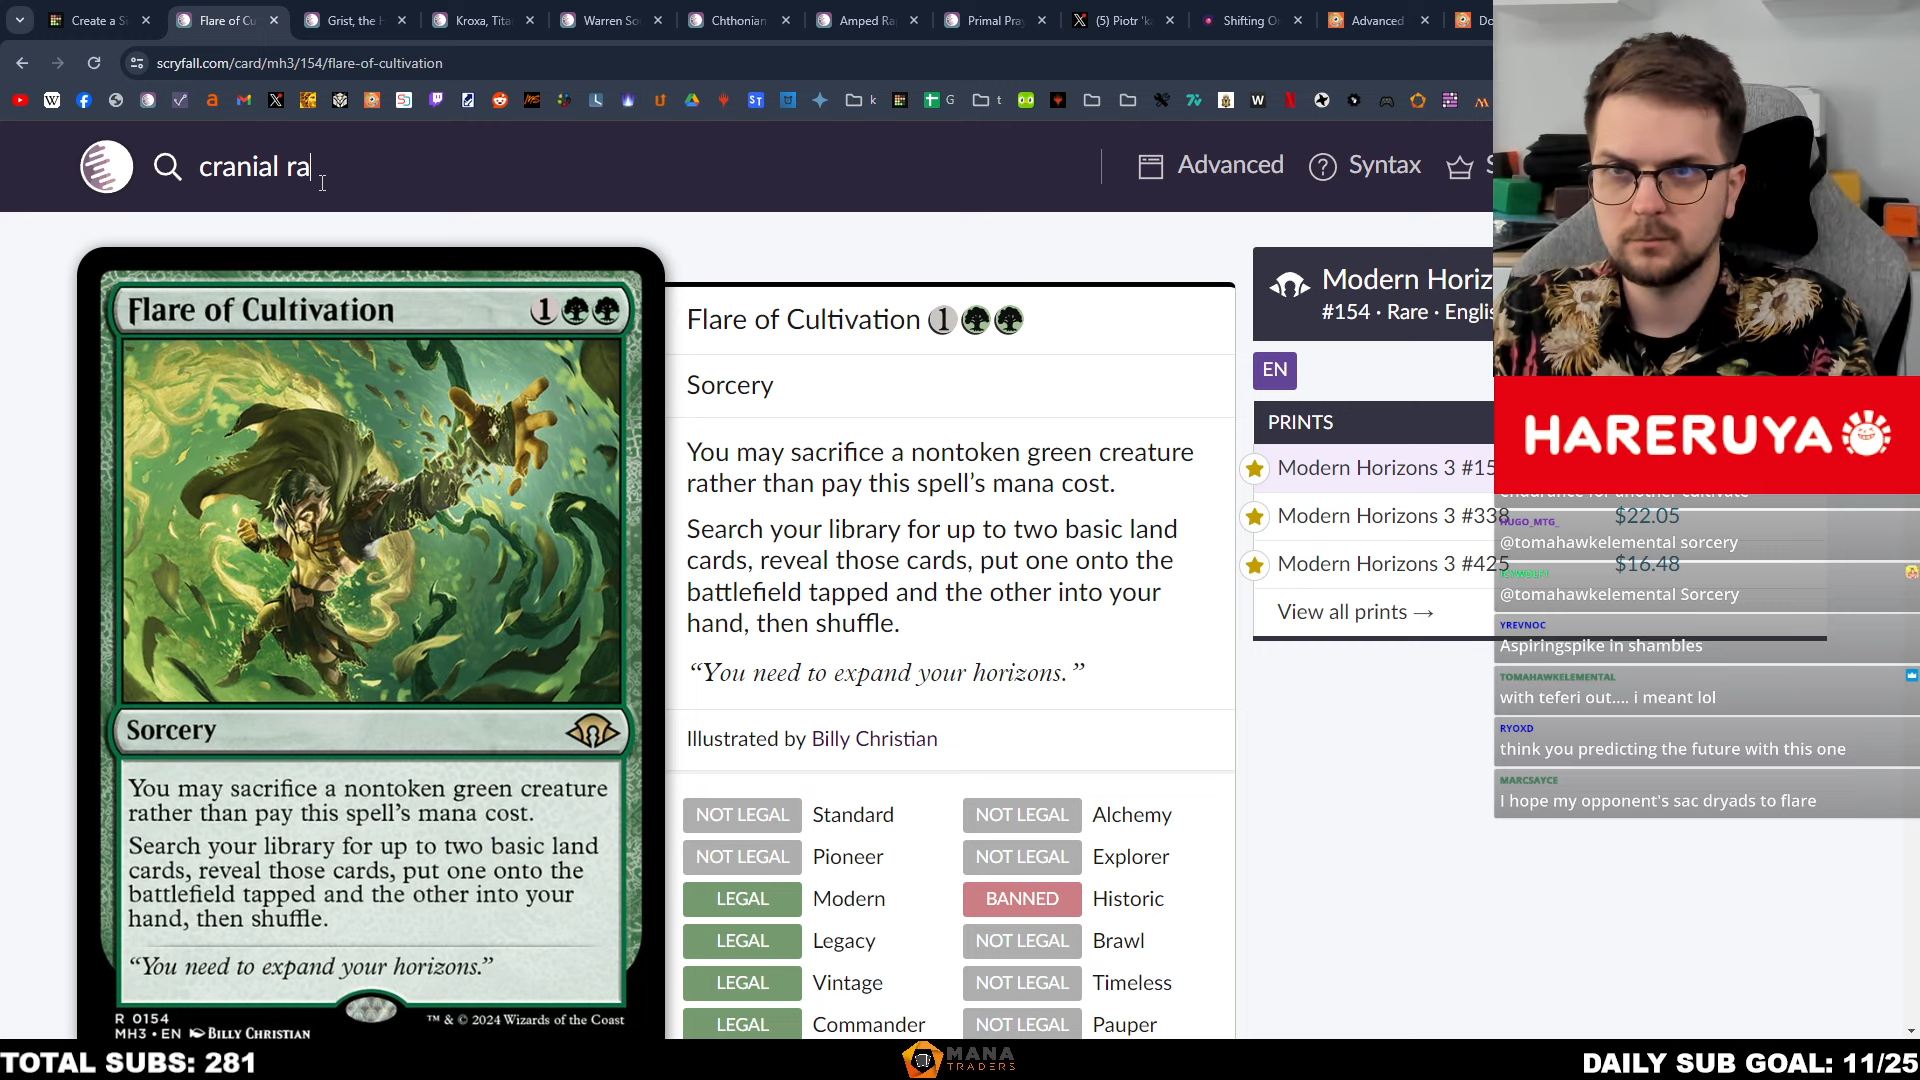 Create a S
Flare of Cu
Grist, the H
Kroxa, Tita
Warren So
Chthonian
Amped Ra
Primal Pra
(5) Piotr 'k
Shifting O
Advanced
Do
scryfall.com/card/mh3/154/flare-of-cultivation
k
G
t
cranial ra
Advanced
Syntax
S
Flare of Cultivation 1
Sorcery
You may sacrifice a nontoken green creature
rather than pay this spell's mana cost.
Search your library for up to two basic land
cards, reveal those cards, put one onto the
battlefield tapped and the other into your
hand, then shuffle.
"You need to expand your horizons."
R 0154
MH3 • EN BILLY CHRISTIAN
™ & © 2024 Wizards of the Coast
Flare of Cultivation 1
Sorcery
You may sacrifice a nontoken green creature
rather than pay this spell's mana cost.
Search your library for up to two basic land
cards, reveal those cards, put one onto the
battlefield tapped and the other into your
hand, then shuffle.
"You need to expand your horizons."
Illustrated by Billy Christian
NOT LEGAL Standard NOT LEGAL Alchemy
NOT LEGAL Pioneer NOT LEGAL Explorer
LEGAL Modern BANNED Historic
LEGAL Legacy NOT LEGAL Brawl
LEGAL Vintage NOT LEGAL Timeless
LEGAL Commander NOT LEGAL Pauper
Modern Horiz
#154 · Rare · Englis
EN
PRINTS
Modern Horizons 3 #15
Modern Horizons 3 #338 $22.05
Modern Horizons 3 #425 $16.48
View all prints →
HARERUYA
endurance for another cultivate
HUGO_MTG_
@tomahawkelemental sorcery
@tomahawkelemental Sorcery
YREVNOC
Aspiringspike in shambles
TOMAHAWKELEMENTAL
with teferi out.... i meant lol
RYOXD
think you predicting the future with this one
MARCSAYCE
I hope my opponent's sac dryads to flare
TOTAL SUBS: 281
MANA
TRADERS
DAILY SUB GOAL: 11/25